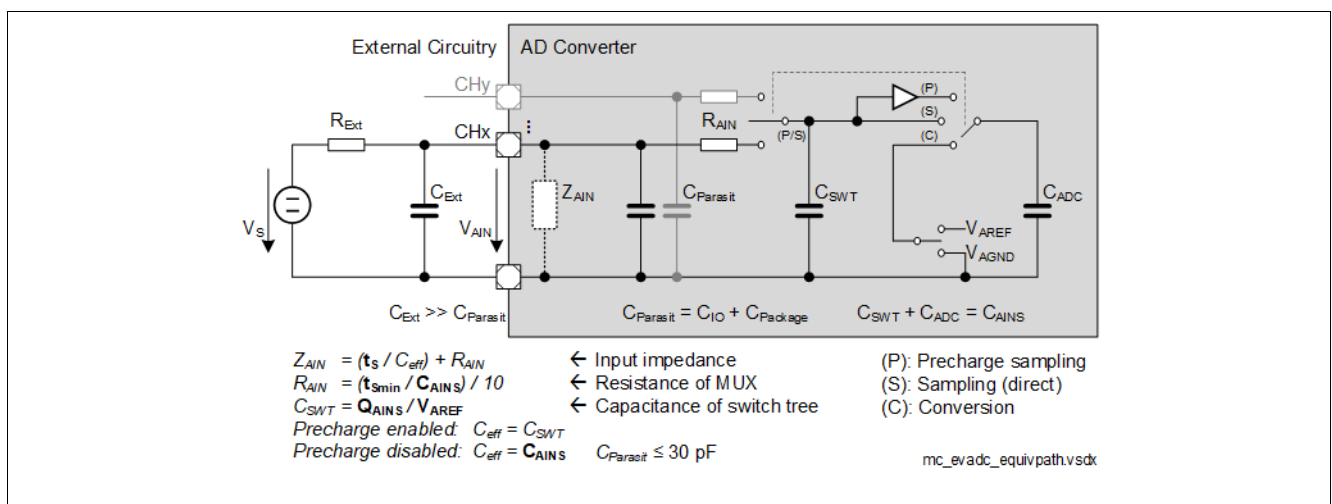 External Circuitry
AD Converter
CHy
(P)
R_Ext
CHx
R_AIN
(S)
(P/S)
(C)
C_Ext
Z_AIN
C_Parasit
C_SWT
C_ADC
V_S
V_AIN
V_AREF
V_AGND
C_Ext >> C_Parasit
C_Parasit = C_IO + C_Package
C_SWT + C_ADC = C_AINS
Z_AIN = (t_S / C_eff) + R_AIN ← Input impedance (P): Precharge sampling
R_AIN = (t_Smin / C_AINS) / 10 ← Resistance of MUX (S): Sampling (direct)
C_SWT = Q_AINS / V_AREF ← Capacitance of switch tree (C): Conversion
Precharge enabled: C_eff = C_SWT
Precharge disabled: C_eff = C_AINS C_Parasit ≤ 30 pF
mc_evadc_equivpath.vsdx